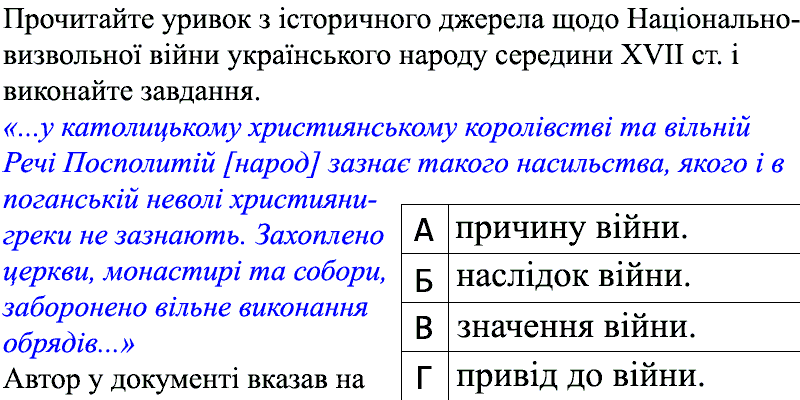 Прочитайте уривок з історичного джерела щодо Національно-
визвольної війни українського народу середини XVII ст. і
виконайте завдання.
«...у католицькому християнському королівстві та вільній
Речі Посполитій [народ] зазнає такого насильства, якого і в
поганській неволі християни-
греки не зазнають. Захоплено
церкви, монастирі та собори,
заборонено вільне виконання
обрядів...»
Автор у документі вказав на
А причину війни.
Б наслідок війни.
В значення війни.
Г привід до війни.